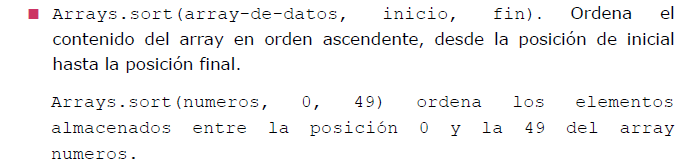 Arrays.sort(array-de-datos, inicio, fin). Ordena el
contenido del array en orden ascendente, desde la posición de inicial
hasta la posición final.
Arrays.sort(numeros, 0, 49) ordena los elementos
almacenados entre la posición 0 y la 49 del array
numeros.